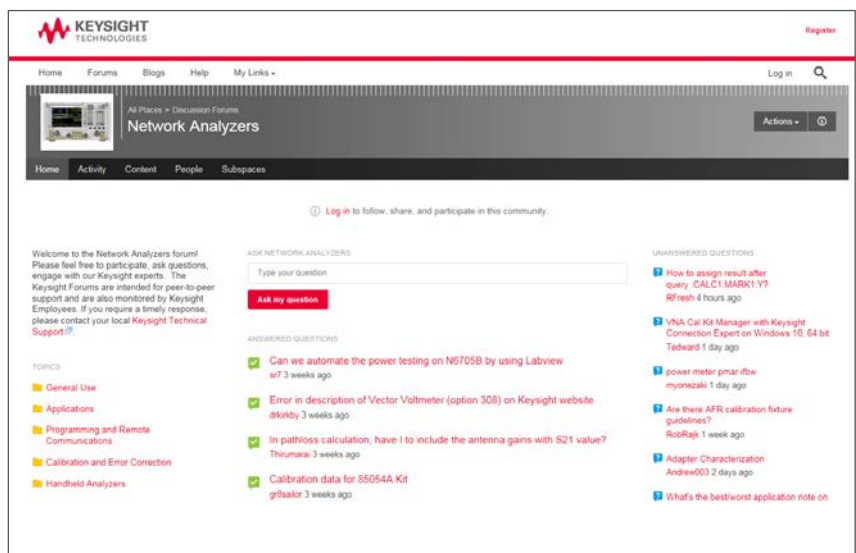 KEYSIGHT
TECHNOLOGIES
Register
Home Forums Blogs Help My Links
Log in
All Places > Discussion Forums
Network Analyzers
Actions
Home Activity Content People Subspaces
Log in to follow, share, and participate in this community.
Welcome to the Network Analyzers forum!
Please feel free to participate, ask questions,
engage with our Keysight experts. The
Keysight Forums are intended for peer-to-peer
support and are also monitored by Keysight
Employees. If you require a timely response,
please contact your local Keysight Technical
Support.
TOPICS
General Use
Applications
Programming and Remote
Communications
Calibration and Error Correction
Handheld Analyzers
ASK NETWORK ANALYZERS
Type your question
Ask my question
ANSWERED QUESTIONS
Can we automate the power testing on N6705B by using Labview
sr7 3 weeks ago
Error in description of Vector Voltmeter (option 308) on Keysight website
drkirkby 3 weeks ago
In pathloss calculation, have I to include the antenna gains with S21 value?
Thirumarai 3 weeks ago
Calibration data for 85054A Kit
gr8sailor 3 weeks ago
UNANSWERED QUESTIONS
How to assign result after
query :CALC1:MARK1:Y?
RFresh 4 hours ago
VNA Cal Kit Manager with Keysight
Connection Expert on Windows 10, 64 bit
Tedward 1 day ago
power meter pmar ifbw
myonezaki 1 day ago
Are there AFR calibration fixture
guidelines?
RobRajk 1 week ago
Adapter Characterization
Andrew003 2 days ago
What's the best/worst application note on